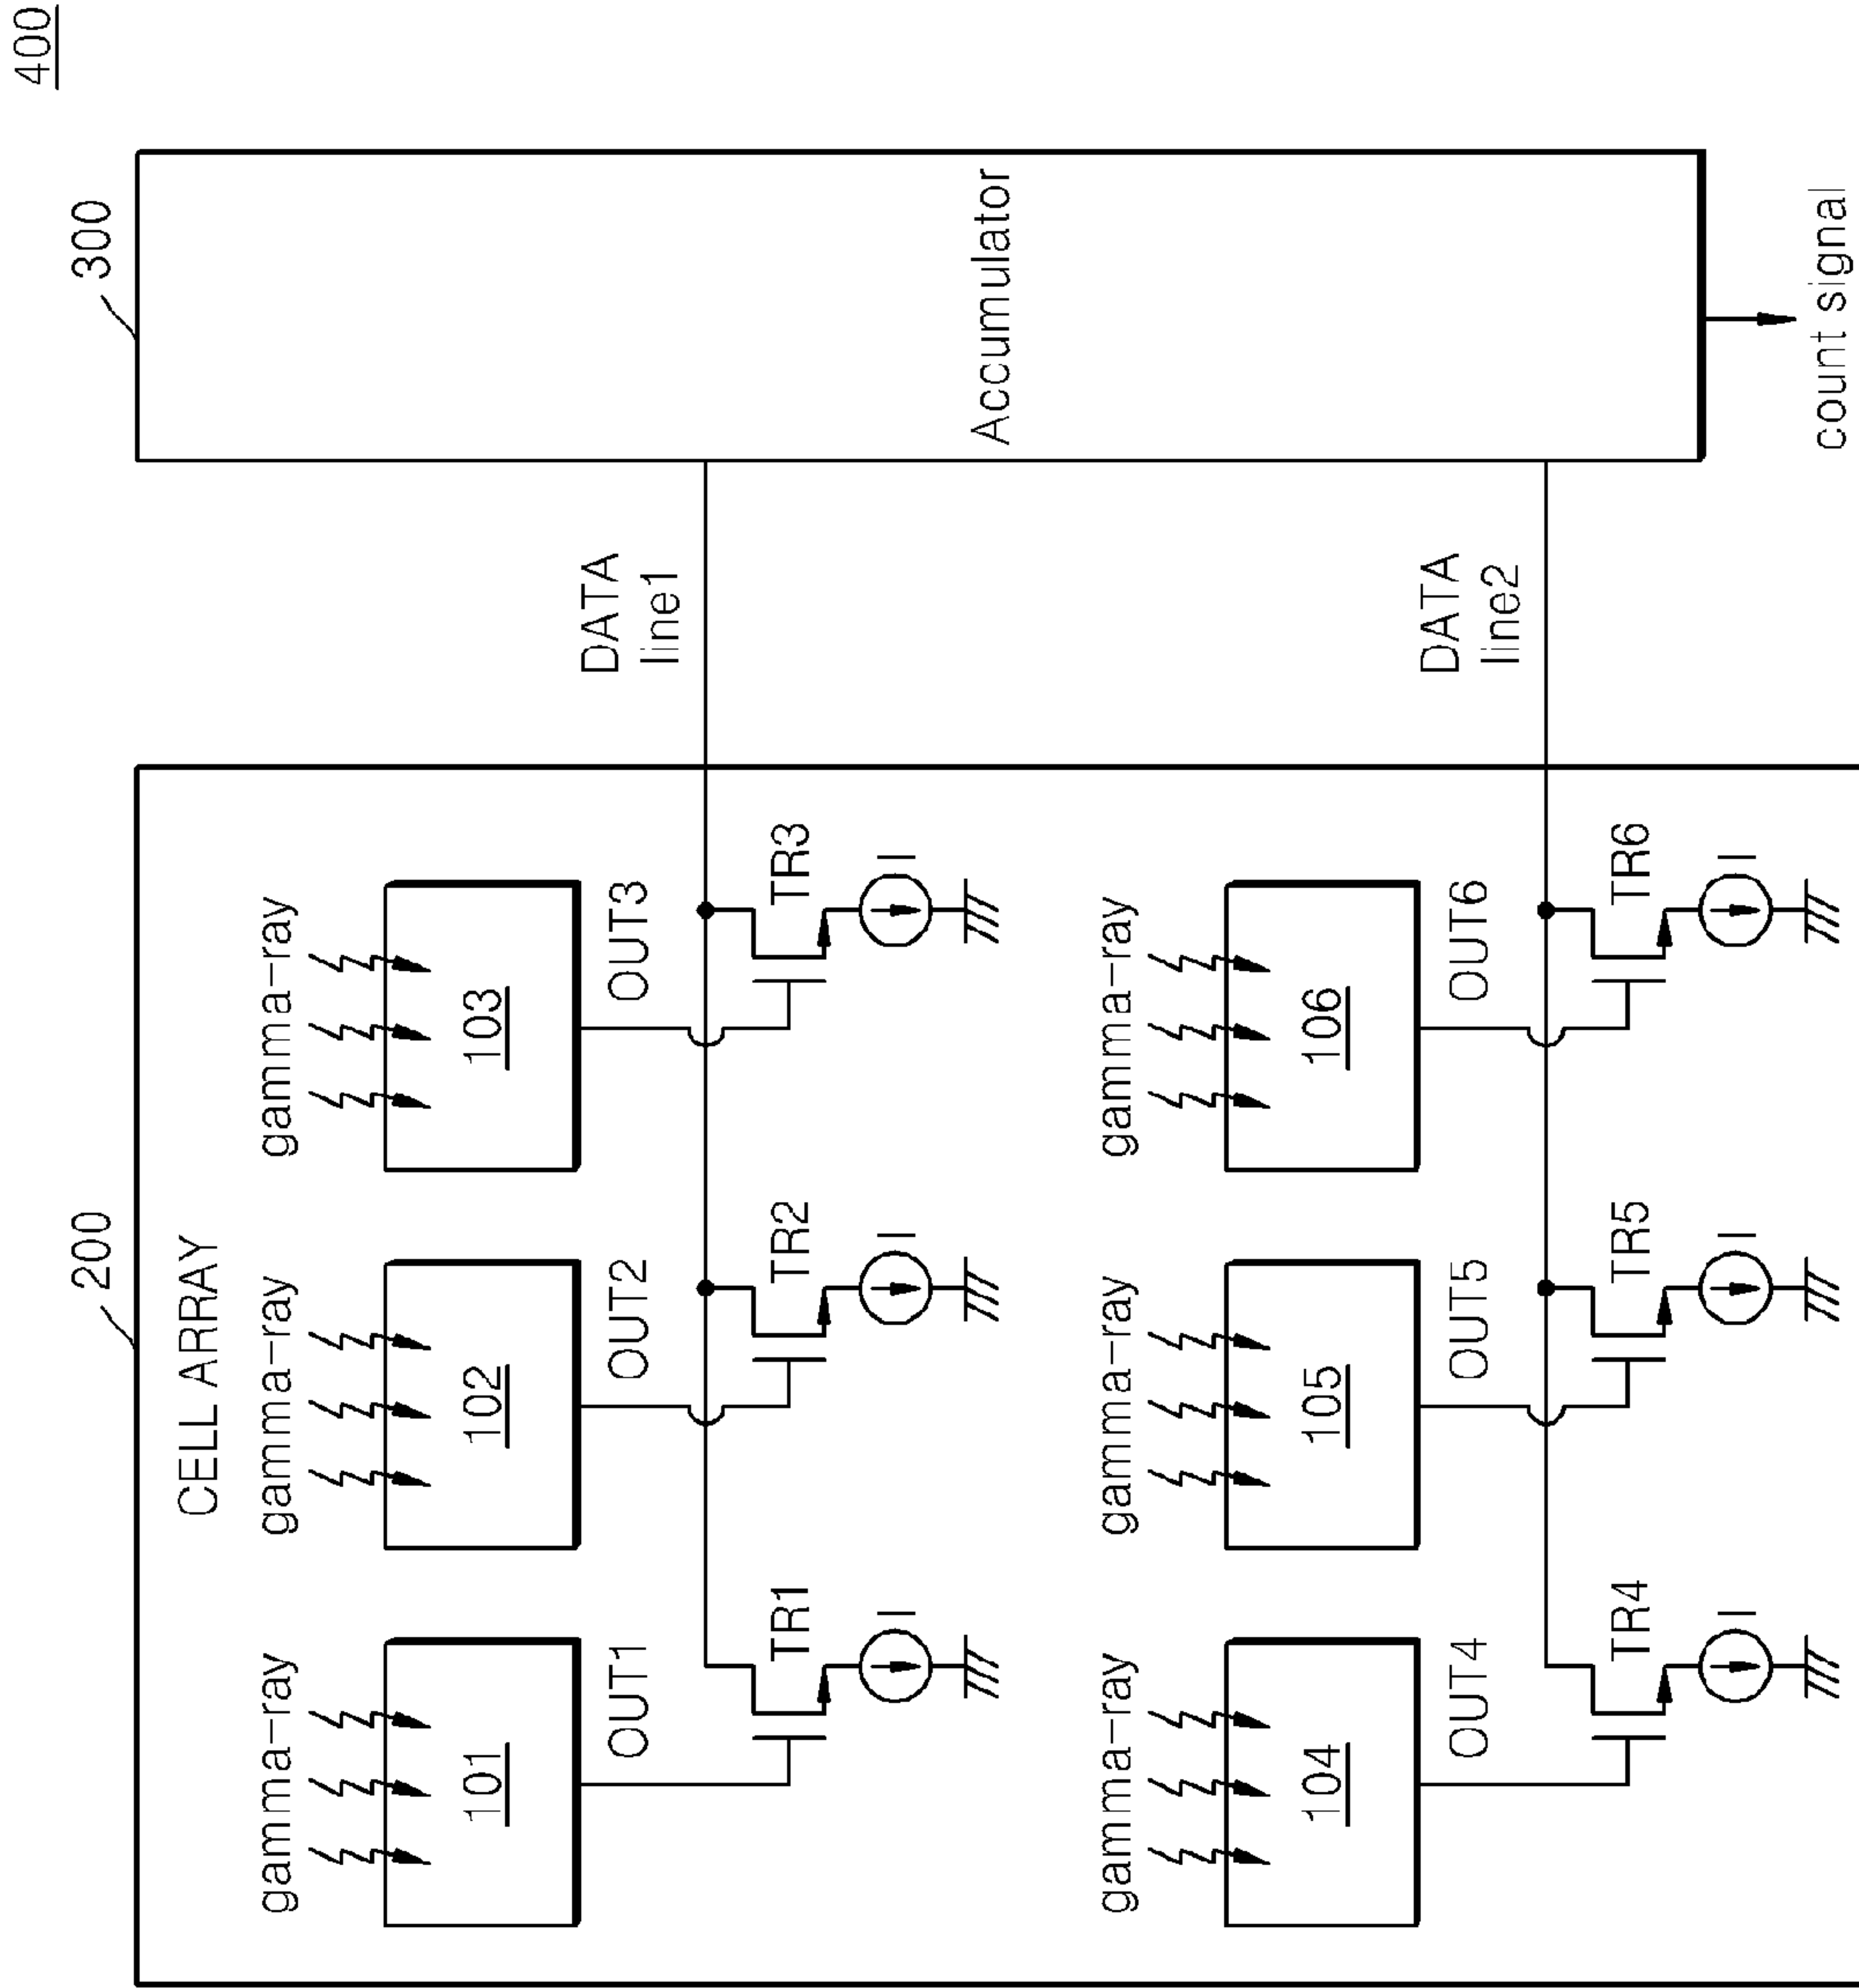 400
200
300
CELL ARRAY
gamma-ray
gamma-ray
gamma-ray
101
102
103
OUT1
OUT2
OUT3
DATA
line1
TR1
TR2
TR3
I
I
I
Accumulator
gamma-ray
gamma-ray
gamma-ray
104
105
106
OUT4
OUT5
OUT6
DATA
line2
TR4
TR5
TR6
I
I
I
count signal